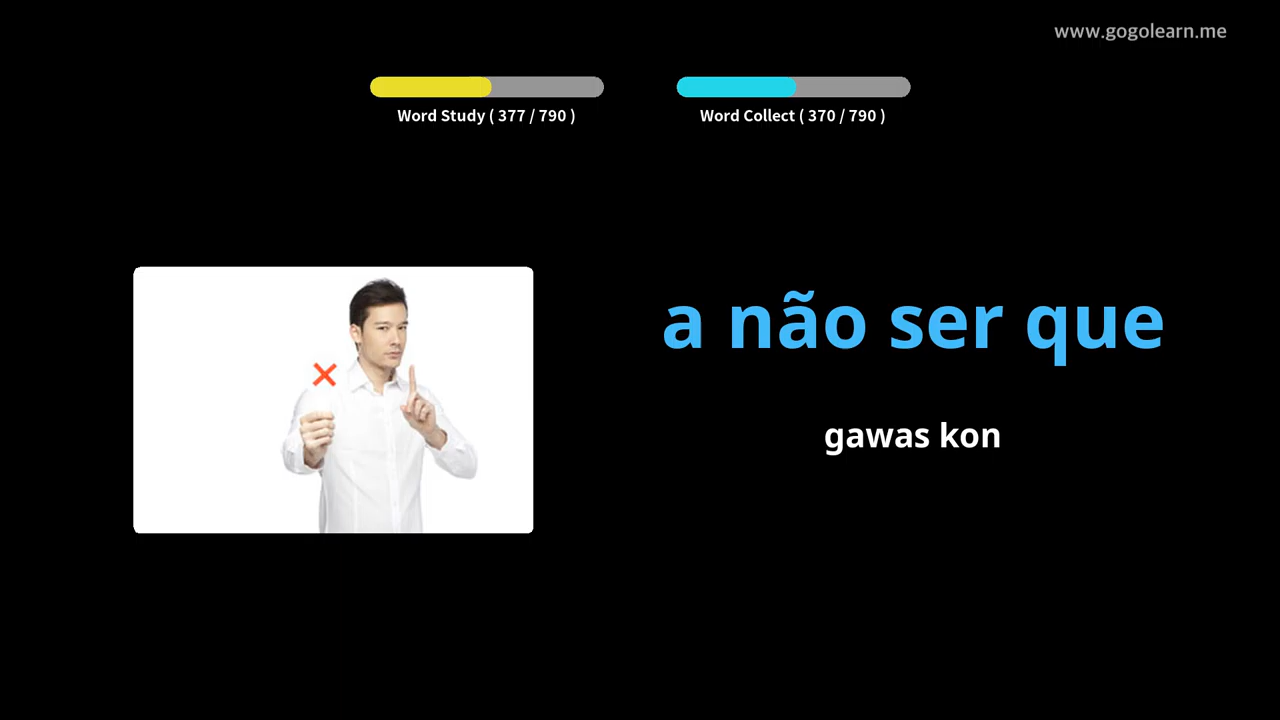 www.gogolearn.me
Word Study ( 377 / 790 )
Word Collect ( 370 / 790 )
a não ser que
gawas kon